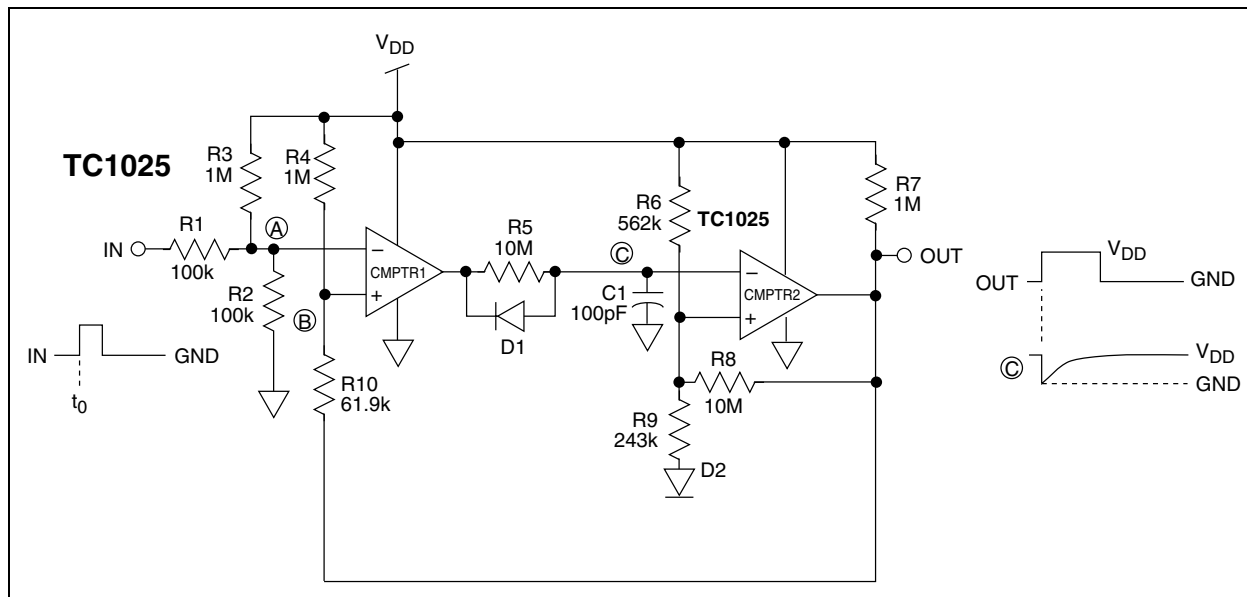 VDD
TC1025
R3
1M
R4
1M
R6
562k
TC1025
R7
1M
IN
R1
100k
A
R2
100k
B
CMPTR1
−
+
R5
10M
D1
C
C1
100pF
CMPTR2
−
+
OUT
OUT
VDD
GND
IN
GND
t0
R10
61.9k
R8
10M
R9
243k
D2
C
VDD
GND